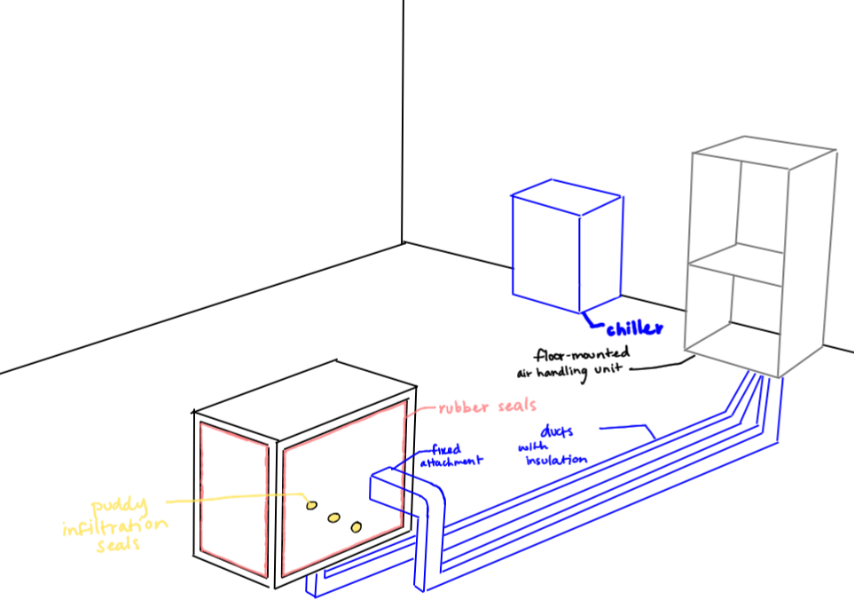 chiller
floor-mounted
air handling unit
rubber seals
fixed
attachment
ducts
with
insulation
puddy
infiltration
seals